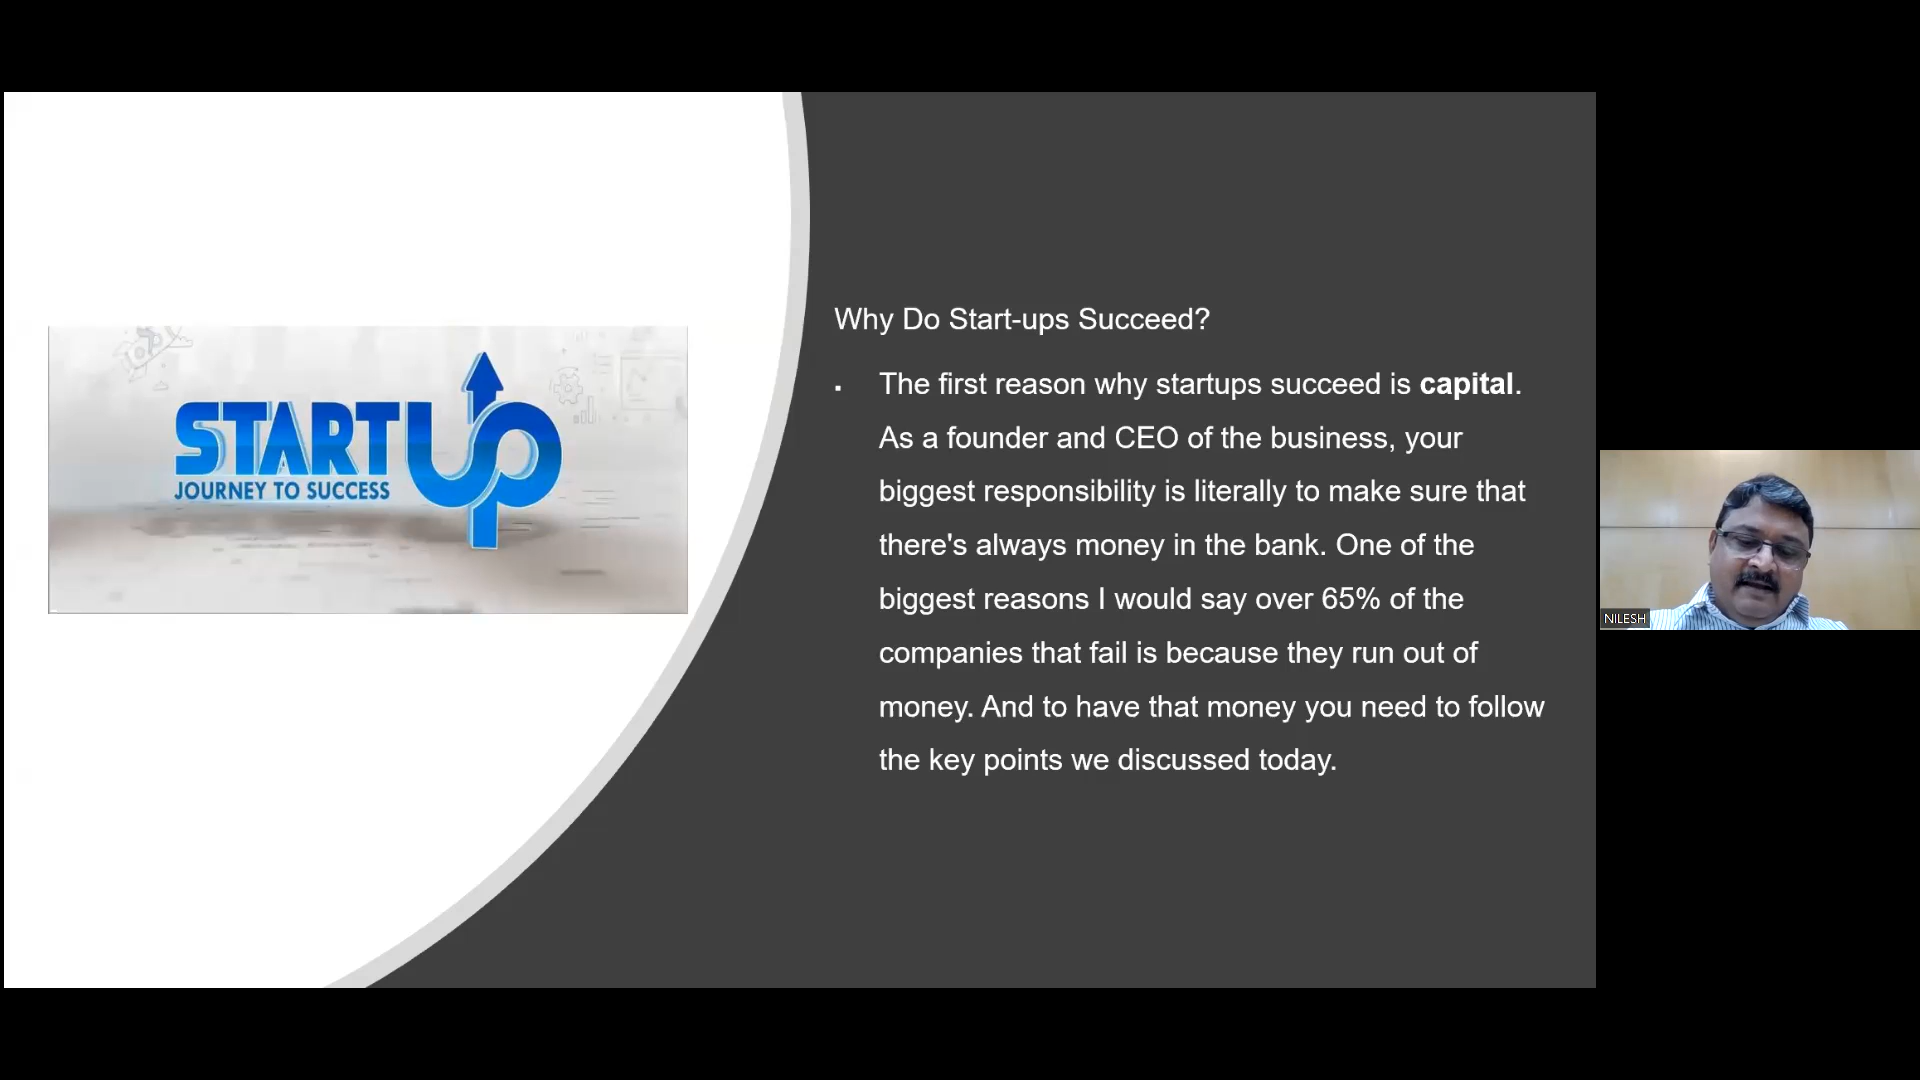 STARTUP
JOURNEY TO SUCCESS
Why Do Start-ups Succeed?
▪ The first reason why startups succeed is capital.
As a founder and CEO of the business, your
biggest responsibility is literally to make sure that
there's always money in the bank. One of the
biggest reasons I would say over 65% of the
companies that fail is because they run out of
money. And to have that money you need to follow
the key points we discussed today.
NILESH